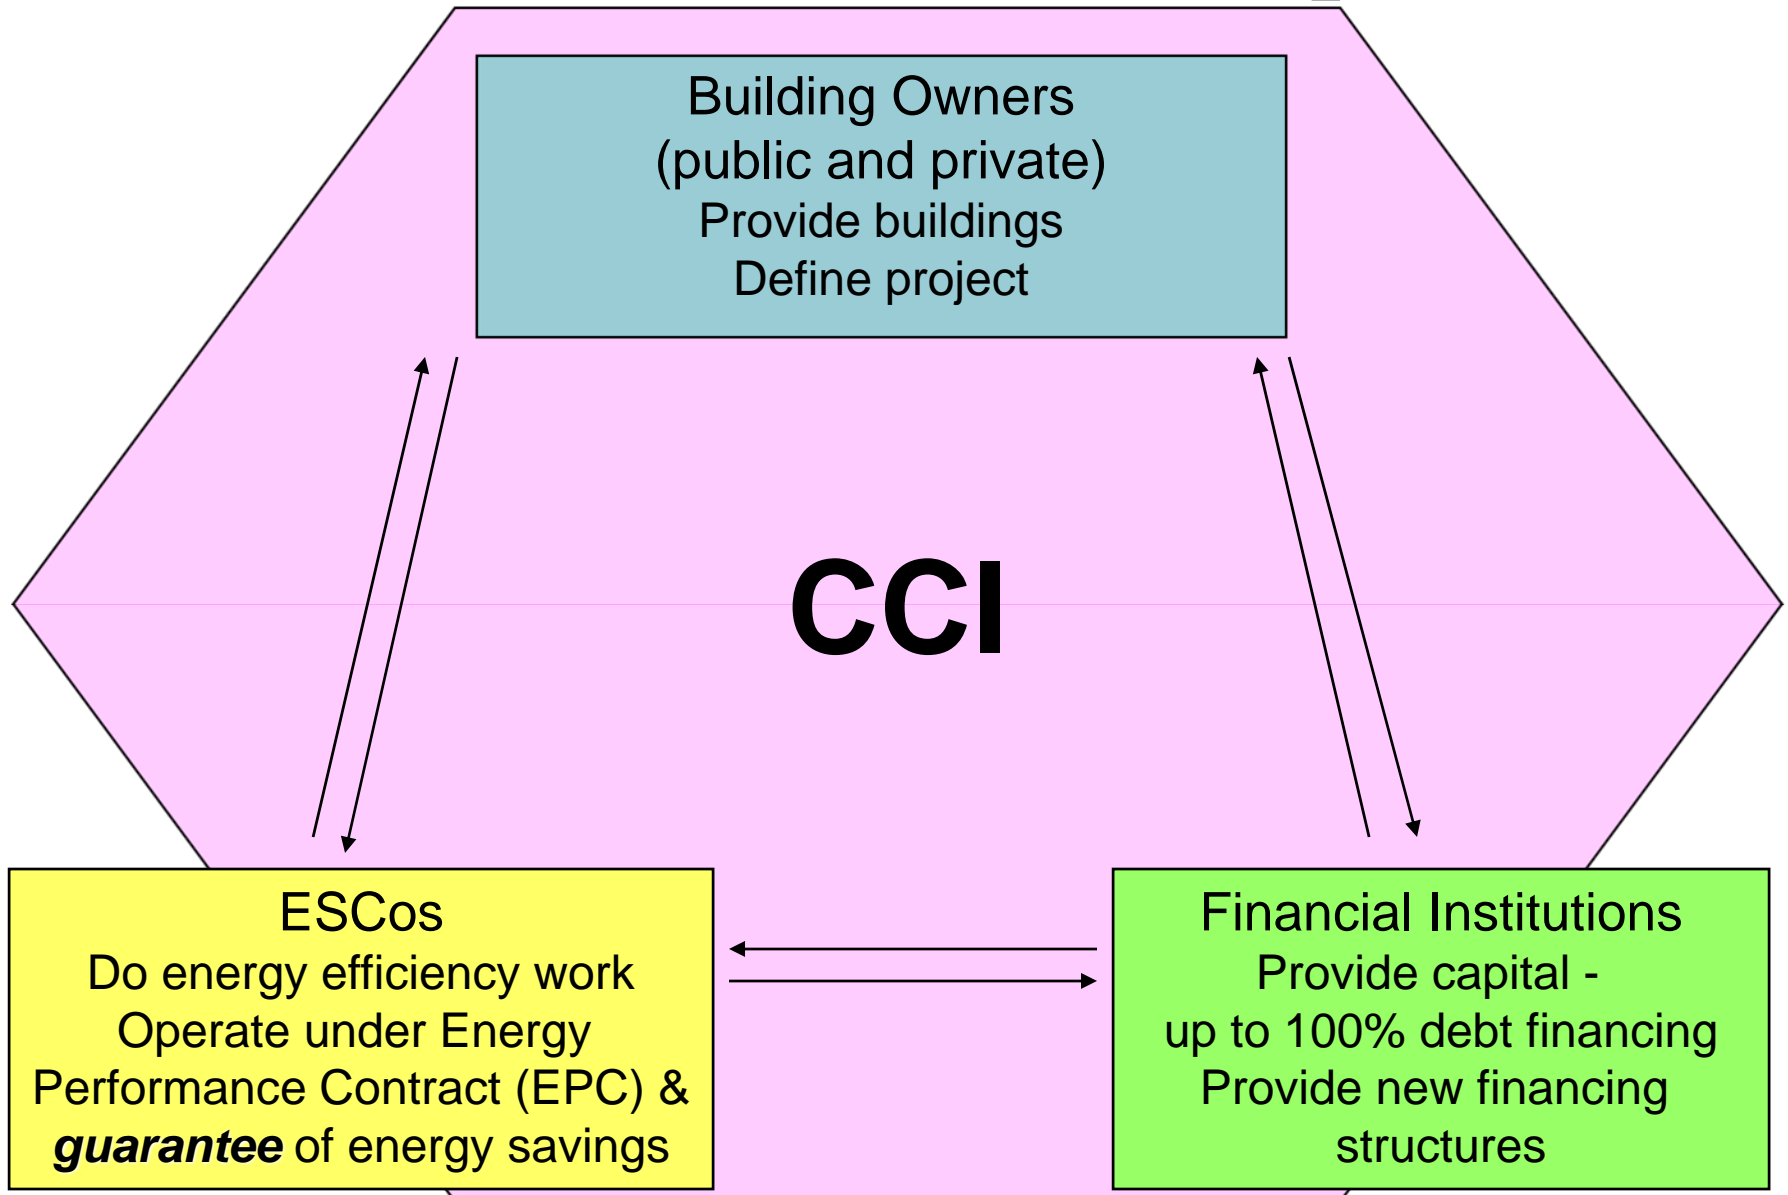 Building Owners
(public and private)
Provide buildings
Define project
CCI
ESCos
Do energy efficiency work
Operate under Energy
Performance Contract (EPC) &
guarantee of energy savings
Financial Institutions
Provide capital -
up to 100% debt financing
Provide new financing
structures